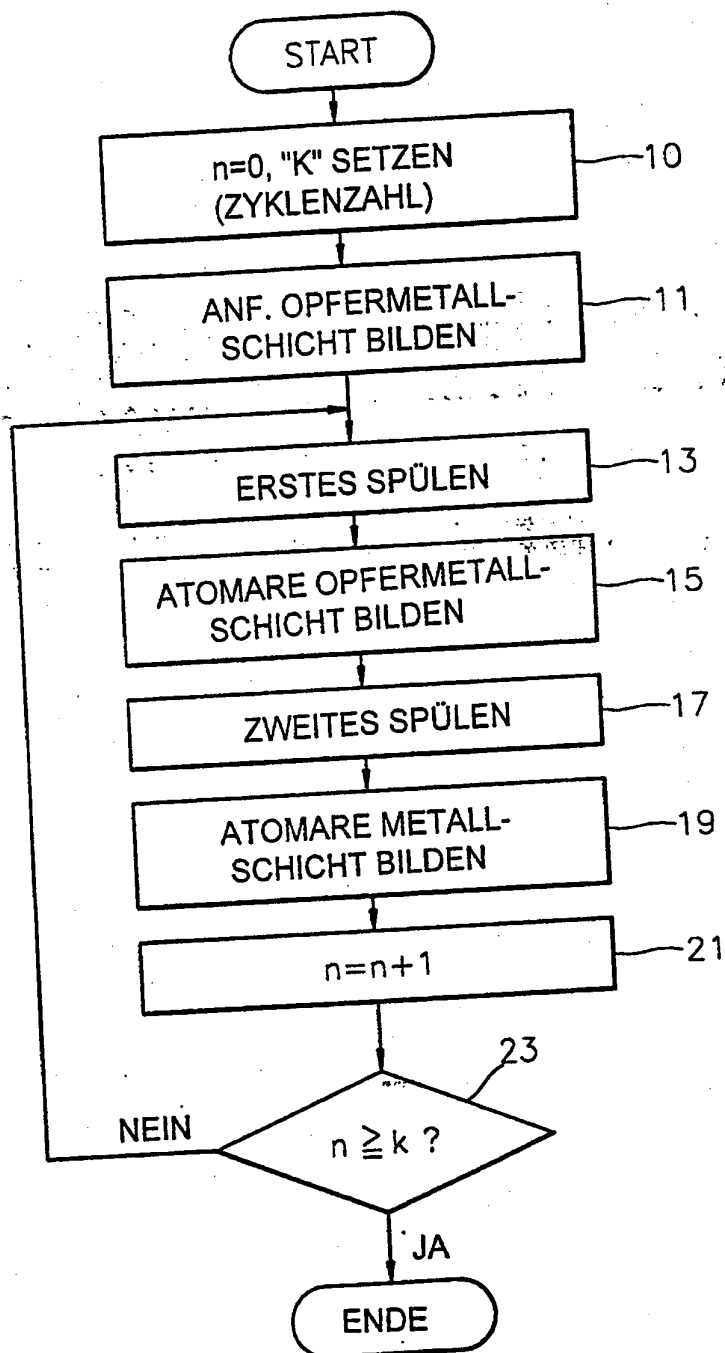 START
n=0, "K" SETZEN
(ZYKLENZAHL)
10
ANF. OPFERMETALL-
SCHICHT BILDEN
11
ERSTES SPÜLEN
13
ATOMARE OPFERMETALL-
SCHICHT BILDEN
15
ZWEITES SPÜLEN
17
ATOMARE METALL-
SCHICHT BILDEN
19
n=n+1
21
23
NEIN
n ≧ k ?
JA
ENDE